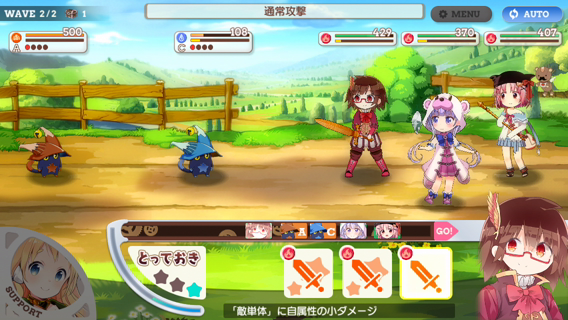 WAVE 2/2 1
通常攻撃
MENU
AUTO
500
A
108
C
429
370
407
A
C
GO!
とっておき
SUPPORT
「敵単体」に自属性の小ダメージ